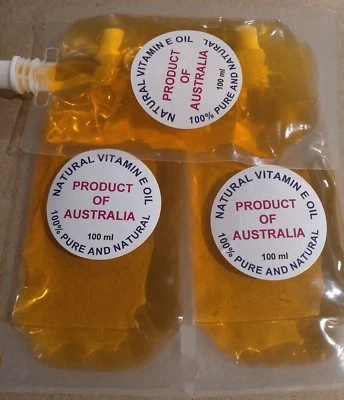 NATURAL VITAMIN E OIL
PRODUCT
OF
AUSTRALIA
100 ml
100% PURE AND NATURAL
NATURAL VITAMIN E OIL
PRODUCT
OF
AUSTRALIA
100 ml
100% PURE AND NATURAL
NATURAL VITAMIN E OIL
PRODUCT
OF
AUSTRALIA
100 ml
100% PURE AND NATURAL